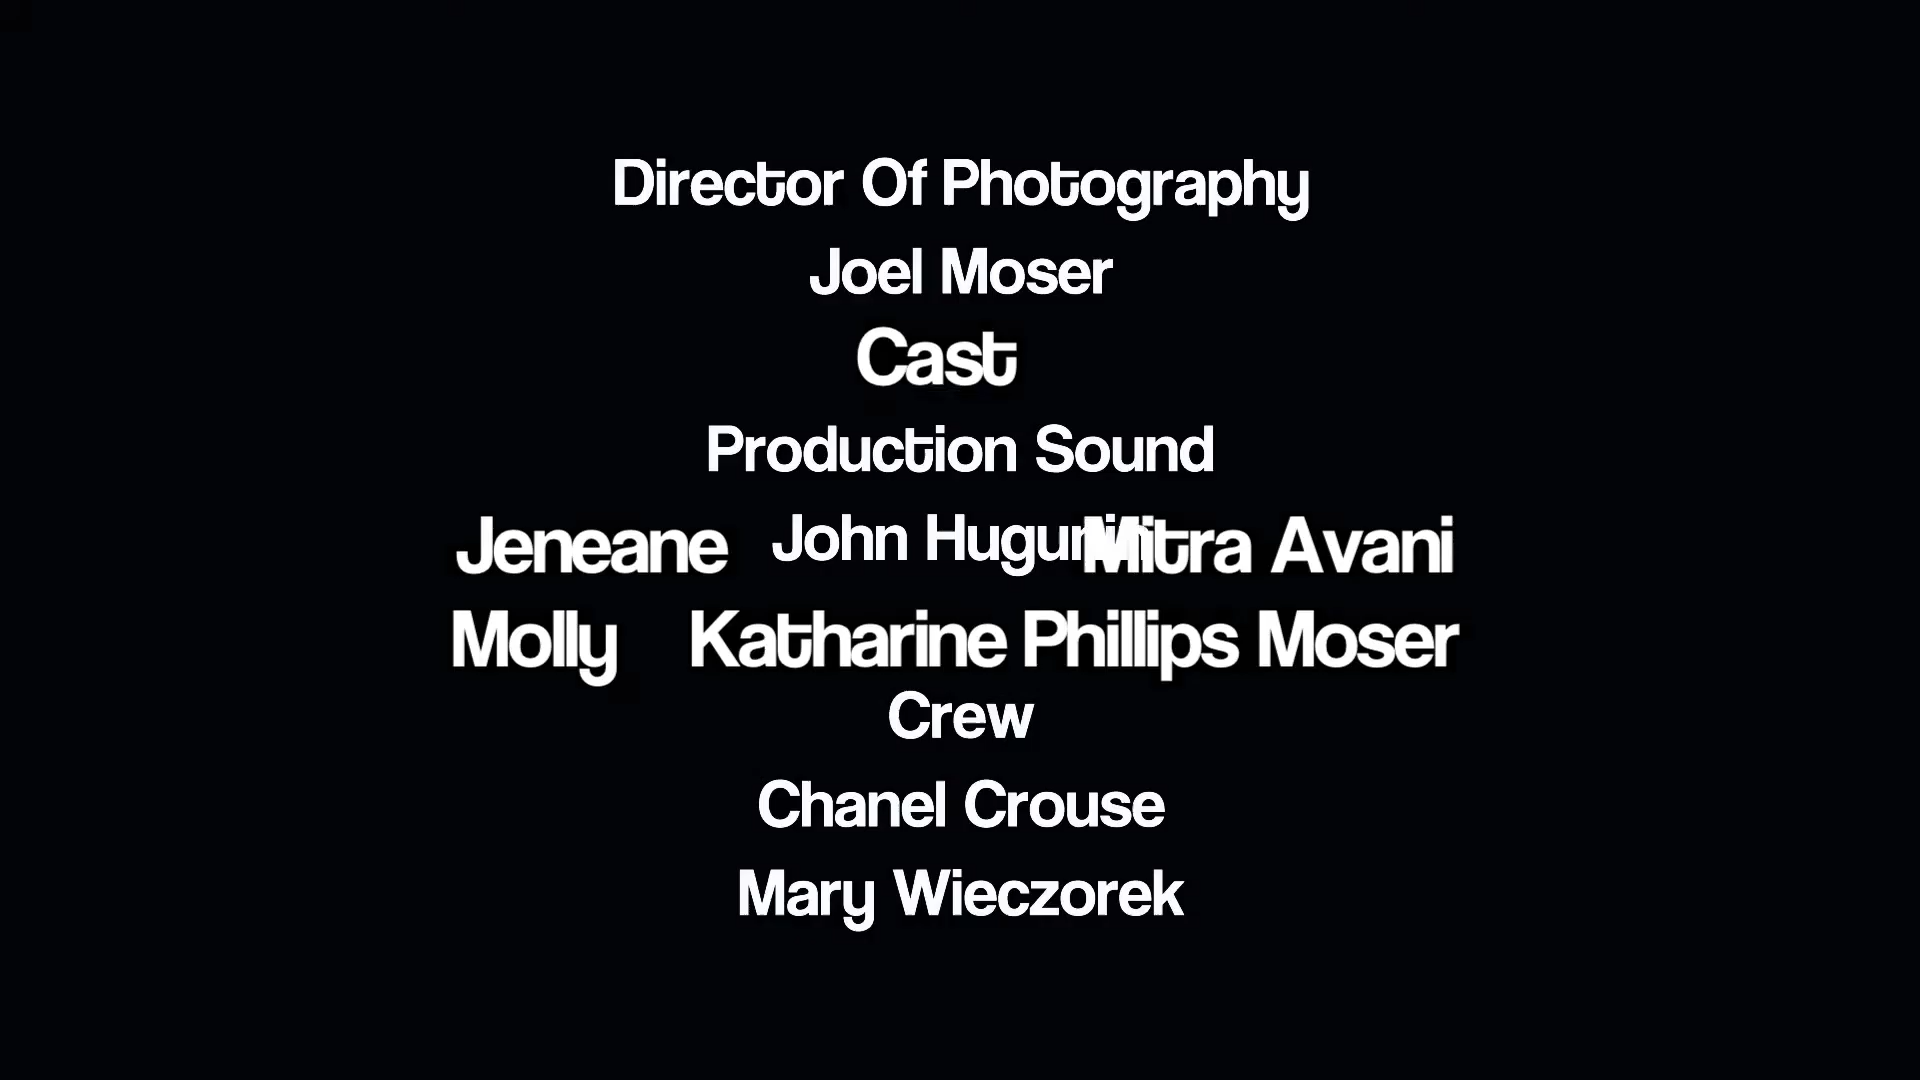 Director Of Photography
Joel Moser
Cast
Production Sound
Jeneane John Mitra Avani
Molly Katharine Phillips Moser
Crew
Chanel Crouse
Mary Wieczorek